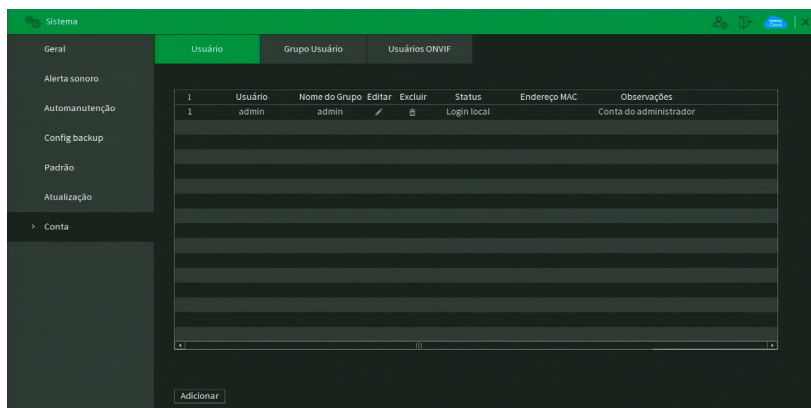 Sistema
Geral
Alerta sonoro
Automanutenção
Config backup
Padrão
Atualização
> Conta
Usuário Grupo Usuário Usuários ONVIF
1 Usuário Nome do Grupo Editar Excluir Status Endereço MAC Observações
1 admin admin Login local Conta do administrador
Adicionar